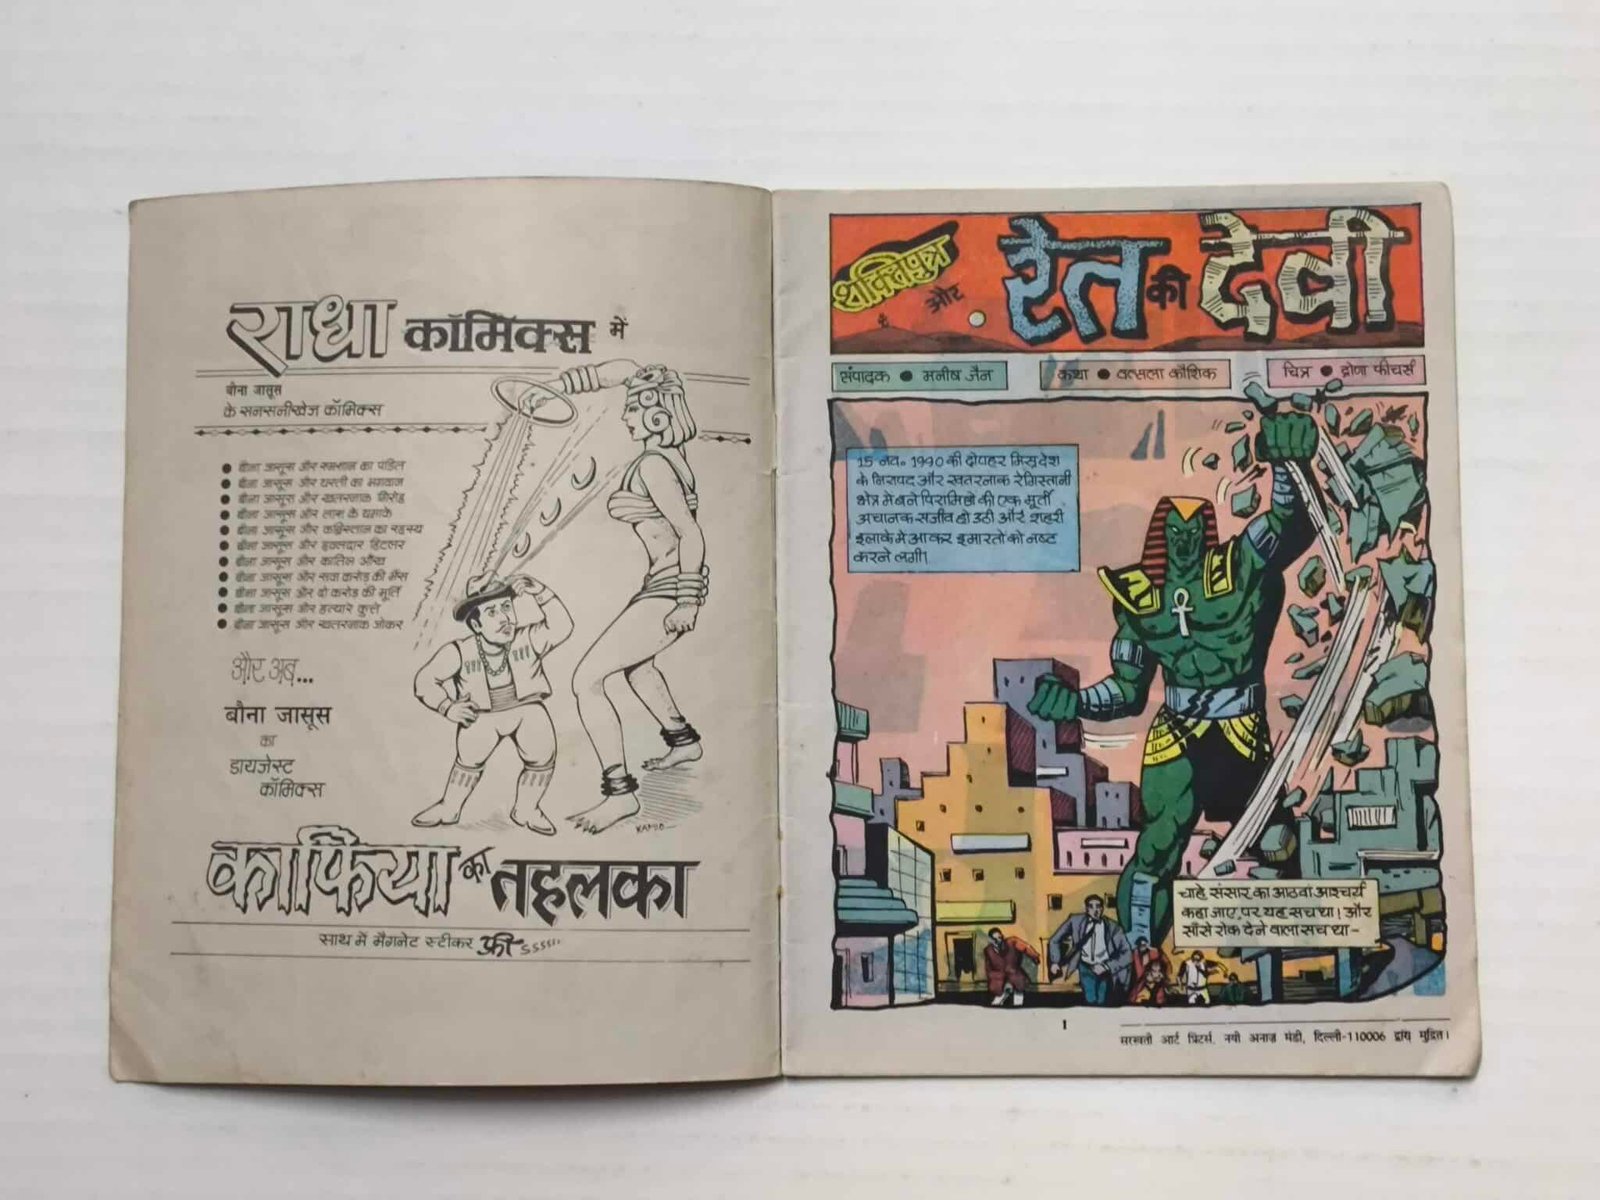 राधा कॉमिक्स में
बौना जासूस
के सनसनीखेज कॉमिक्स
बौना जासूस और श्मशान का पंडित
बौना जासूस और धरती का भगवान
बौना जासूस और खतरनाक गिरोह
बौना जासूस और लाश के धमाके
बौना जासूस और कब्रिस्तान का रहस्य
बौना जासूस और हवलदार हिटलर
बौना जासूस और कातिल आँख
बौना जासूस और सवा करोड़ की भैंस
बौना जासूस और दो करोड़ की मूर्ति
बौना जासूस और हत्यारे कुत्ते
बौना जासूस और खतरनाक जोकर
और अब...
बौना जासूस
का
डायजेस्ट
कॉमिक्स
काफिया का तहलका
साथ में मैगनेट स्टीकर फ्री sssss
शक्तिपुत्र और रेत की देवी
संपादक ● मनीष जैन
कथा ● वत्सला कौशिक
चित्र ● द्रोणा फीचर्स
15 नव॰ 1990 की दोपहर मिस्र देश
के निरापद और खतरनाक रेगिस्तानी
क्षेत्र में बने पिरामिडों की एक मूर्ती
अचानक सजीव हो उठी और शहरी
इलाके में आकर इमारतों को नष्ट
करने लगी।
चाहे संसार का आठवां आश्चर्य
कहा जाए, पर यह सच था! और
साँसे रोक देने वाला सच था-
1
सरस्वती आर्ट प्रिंटर्स, नयी अनाज मंडी, दिल्ली-110006 द्वारा मुद्रित।